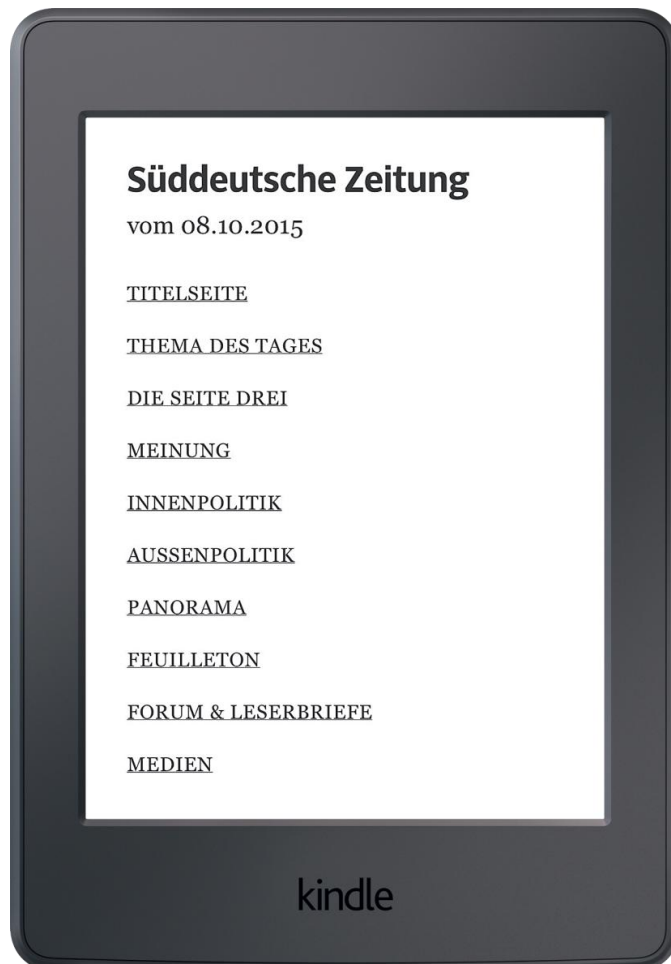 Süddeutsche Zeitung
vom 08.10.2015
TITELSEITE
THEMA DES TAGES
DIE SEITE DREI
MEINUNG
INNENPOLITIK
AUSSENPOLITIK
PANORAMA
FEUILLETON
FORUM & LESERBRIEFE
MEDIEN
kindle